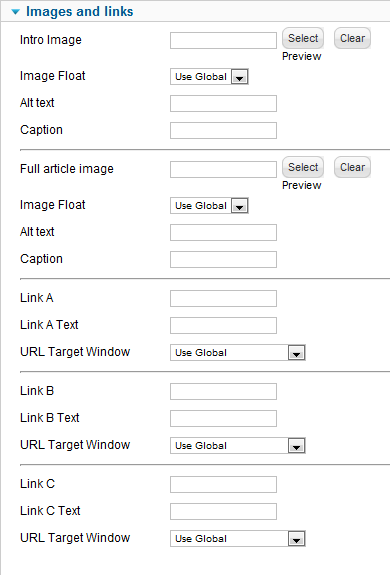 Images and links
Intro Image Select Clear
Preview
Image Float Use Global
Alt text
Caption
Full article image Select Clear
Preview
Image Float Use Global
Alt text
Caption
Link A
Link A Text
URL Target Window Use Global
Link B
Link B Text
URL Target Window Use Global
Link C
Link C Text
URL Target Window Use Global